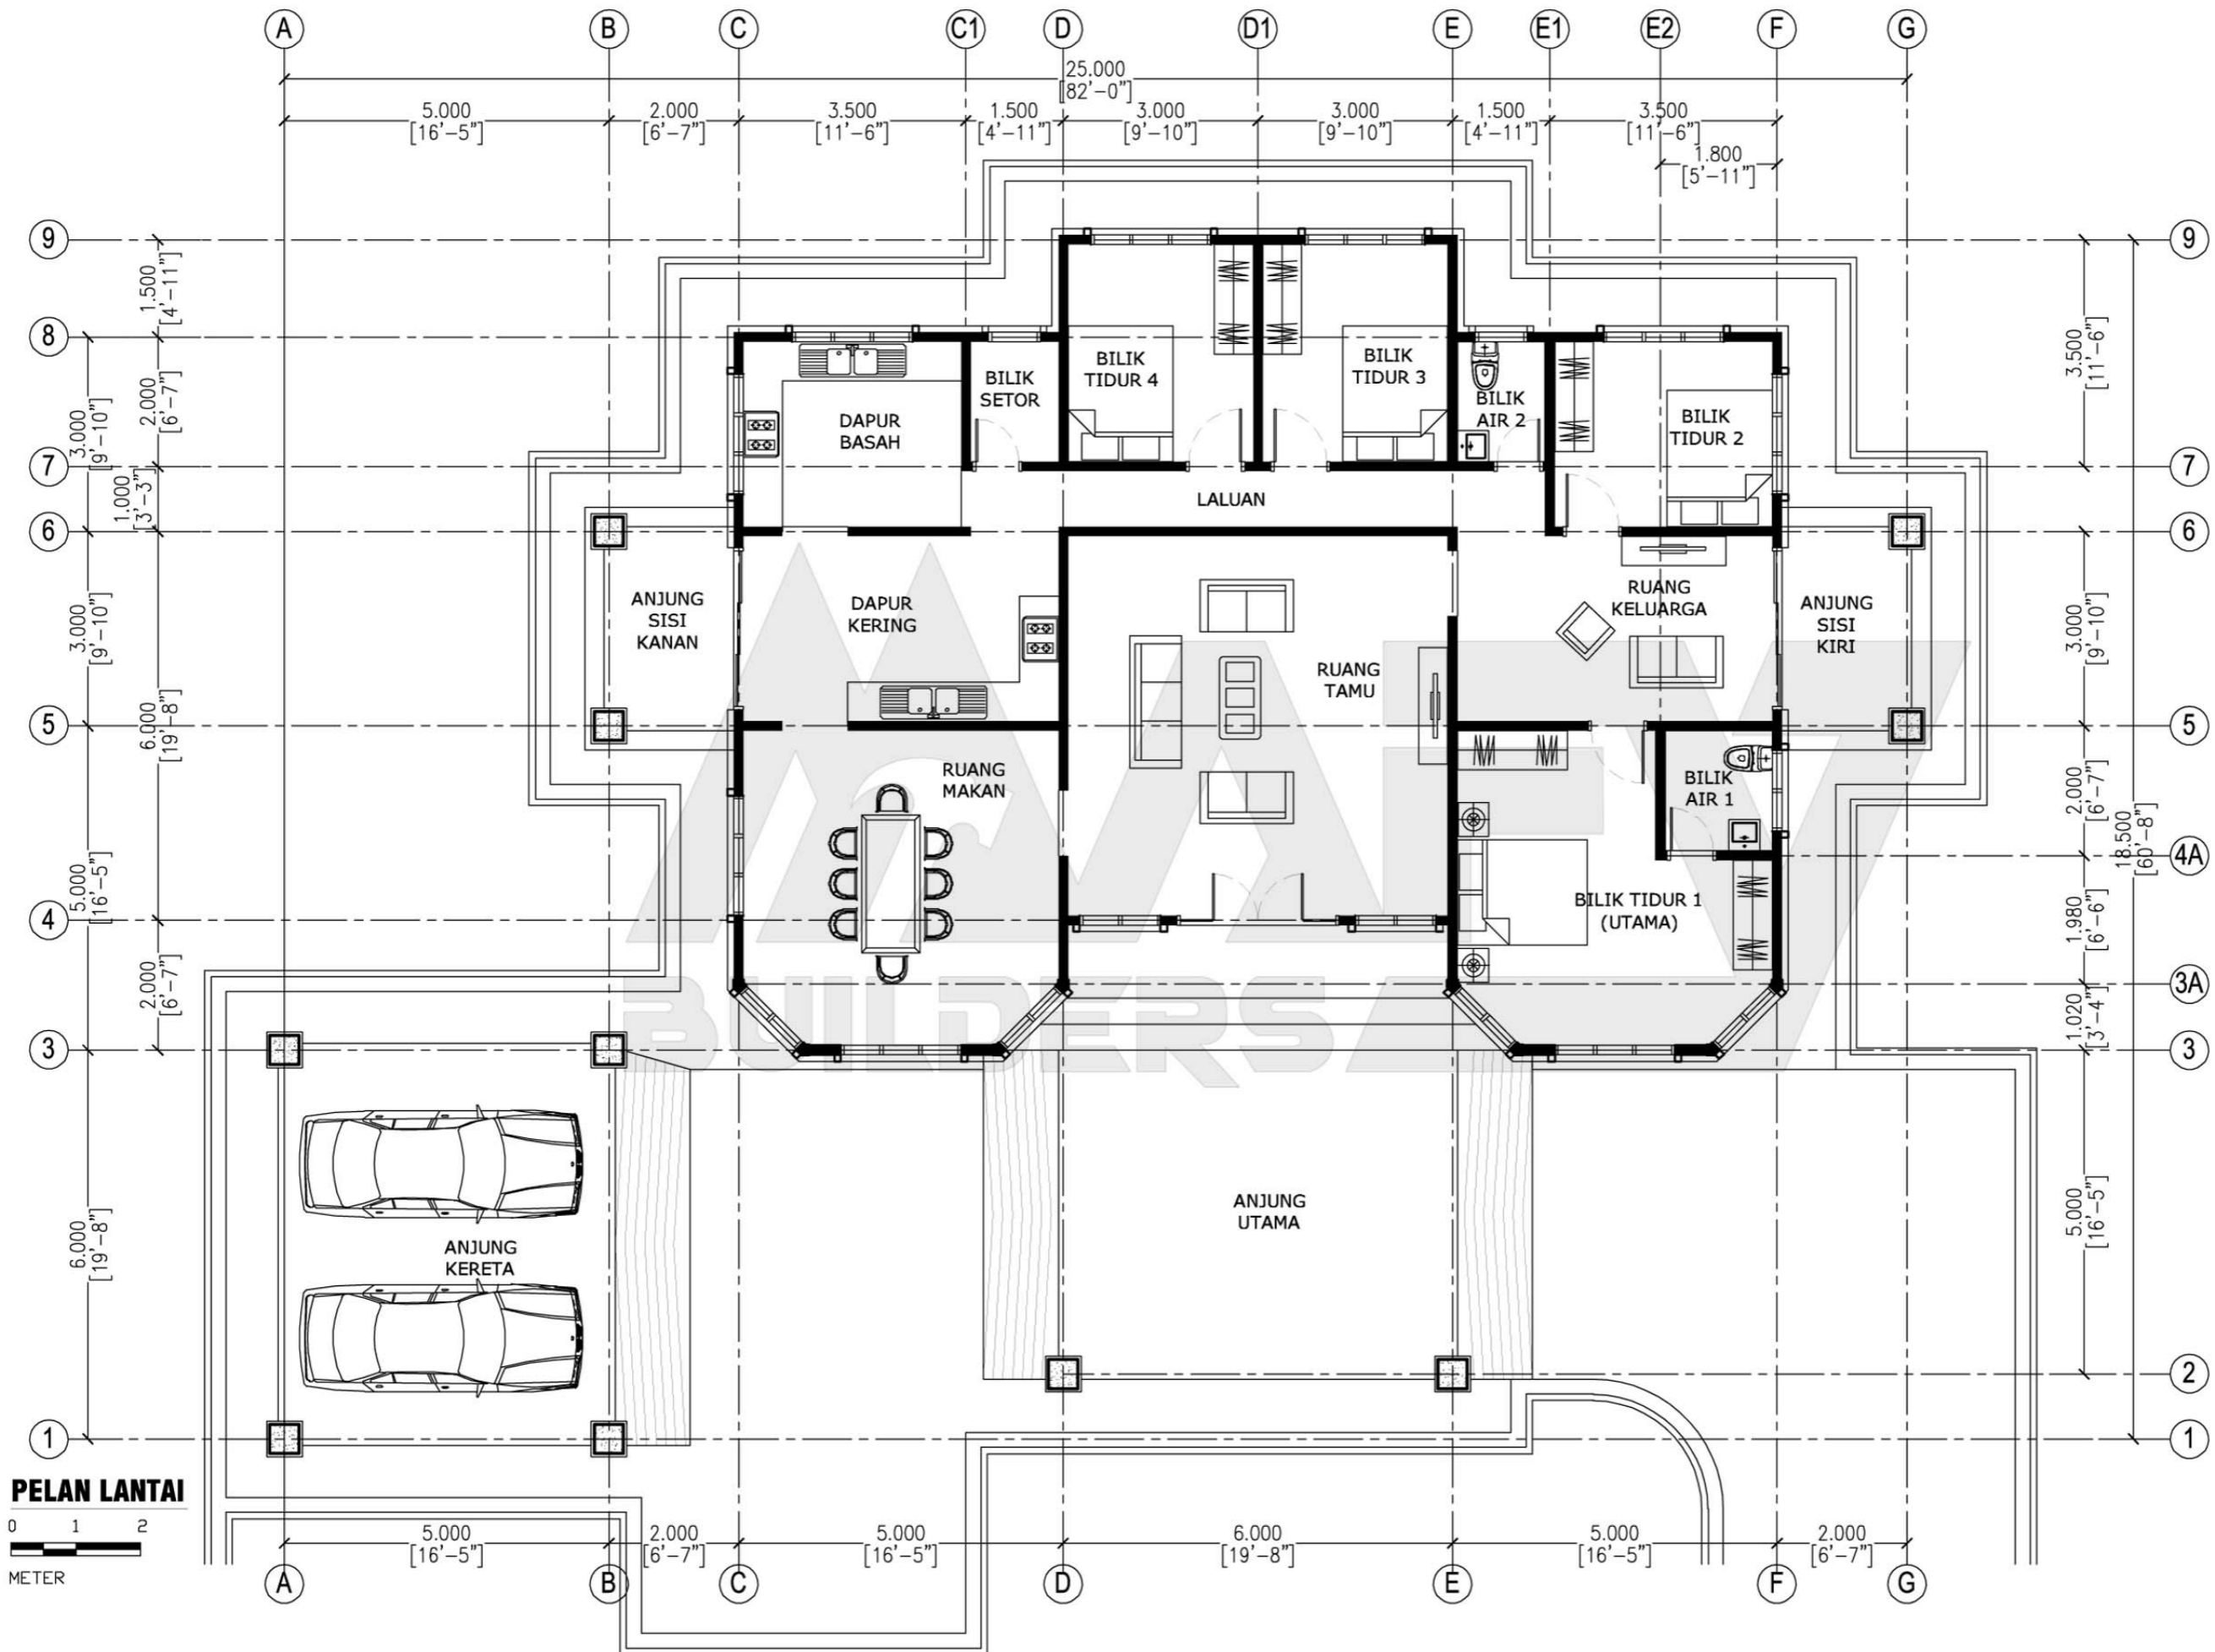 A B C C1 D D1 E E1 E2 F G
25.000
[82'-0"]
5.000 2.000 3.500 1.500 3.000 3.000 1.500 3.500
[16'-5"] [6'-7"] [11'-6"] [4'-11"] [9'-10"] [9'-10"] [4'-11"] [11'-6"]
1.800
[5'-11"]
9
8
7
6
5
4
3
1
1.500
[4'-11"]
3.000
[9'-10"]
2.000
[6'-7"]
1.000
[3'-3"]
3.000
[9'-10"]
6.000
[19'-8"]
5.000
[16'-5"]
2.000
[6'-7"]
6.000
[19'-8"]
BILIK
TIDUR 4
BILIK
TIDUR 3
BILIK
SETOR
BILIK
AIR 2
DAPUR
BASAH
BILIK
TIDUR 2
LALUAN
ANJUNG
SISI
KANAN
DAPUR
KERING
RUANG
KELUARGA
ANJUNG
SISI
KIRI
RUANG
TAMU
RUANG
MAKAN
BILIK
AIR 1
BILIK TIDUR 1
(UTAMA)
BUILDERS
ANJUNG
UTAMA
ANJUNG
KERETA
9
7
6
5
4A
3A
3
2
1
3.500
[11'-6"]
3.000
[9'-10"]
2.000
[6'-7"]
18.500
[60'-8"]
1.980
[6'-6"]
1.020
[3'-4"]
5.000
[16'-5"]
PELAN LANTAI
0 1 2
METER
5.000 2.000 5.000 6.000 5.000 2.000
[16'-5"] [6'-7"] [16'-5"] [19'-8"] [16'-5"] [6'-7"]
A B C D E F G